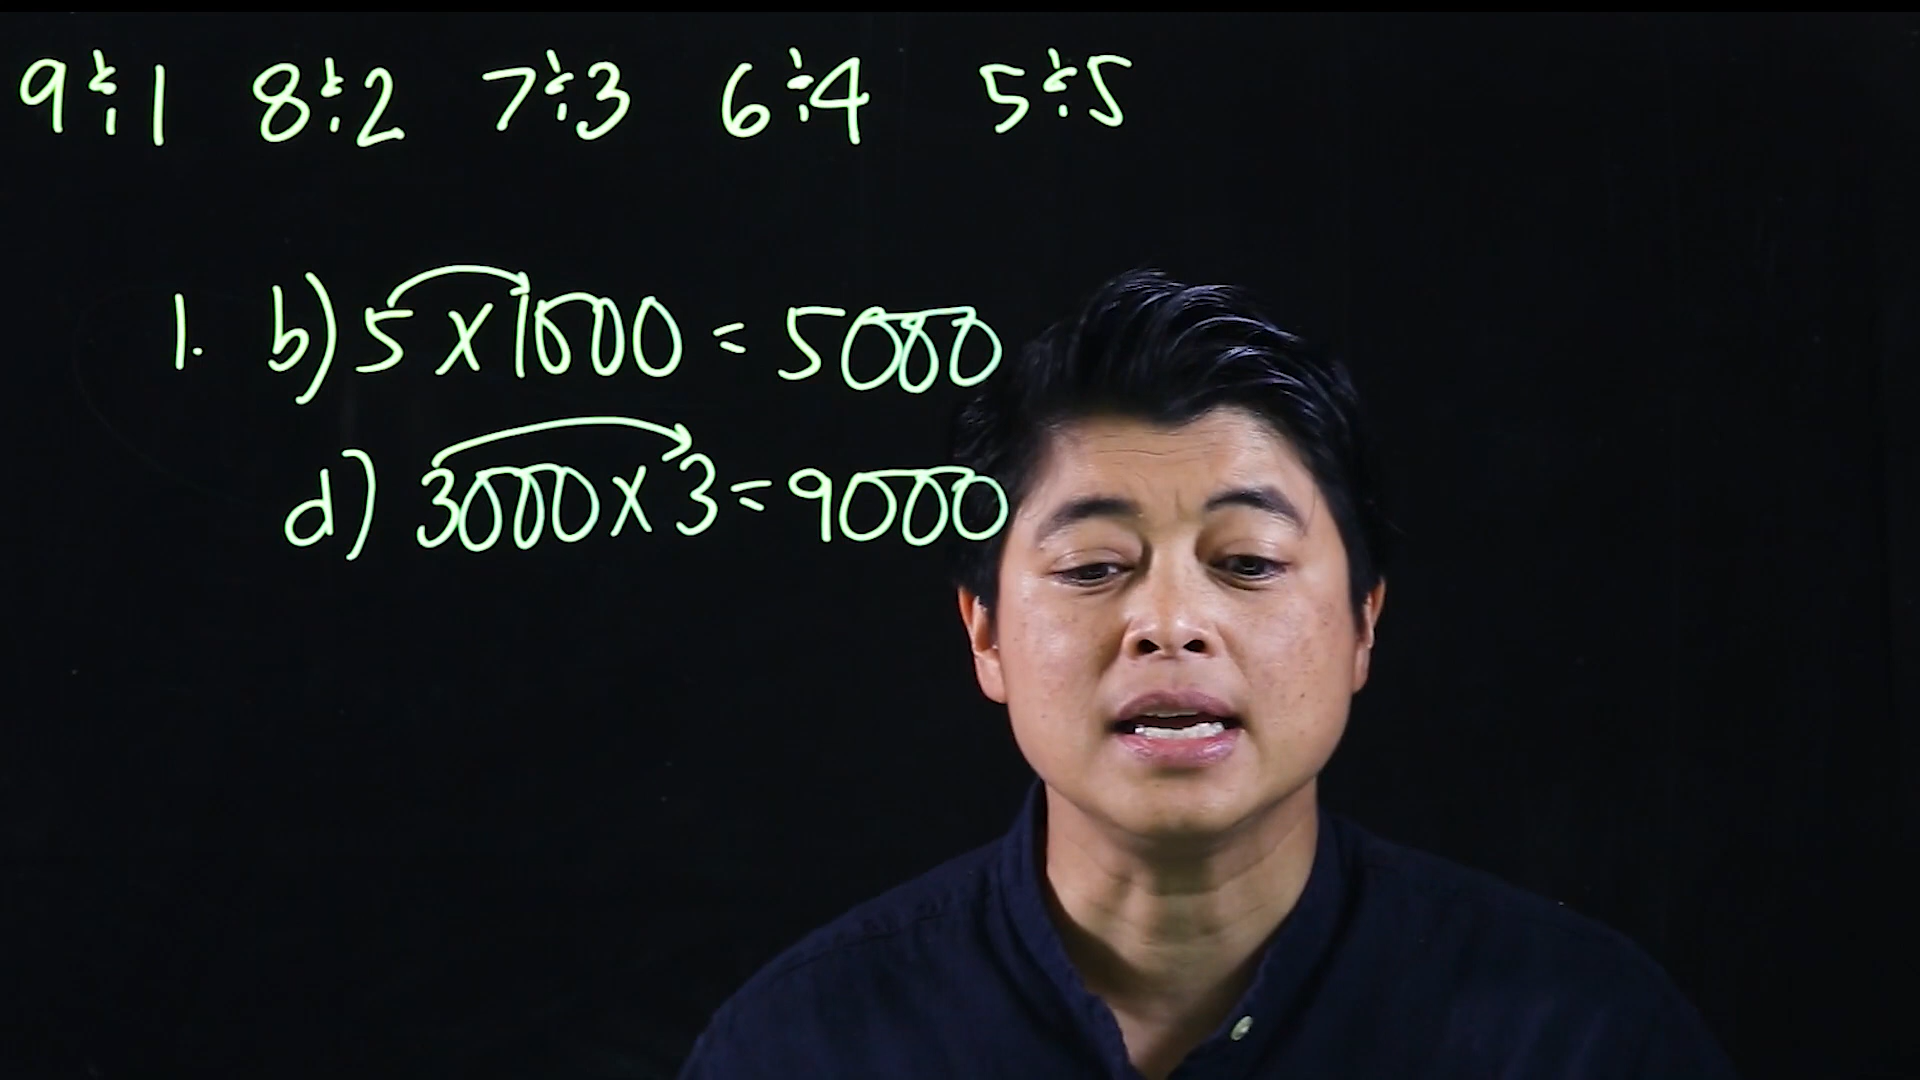 9÷1 8÷2 7÷3 6÷4 5÷5
1. b) 5 x 1000 = 5000
d) 3000 x 3 = 9000